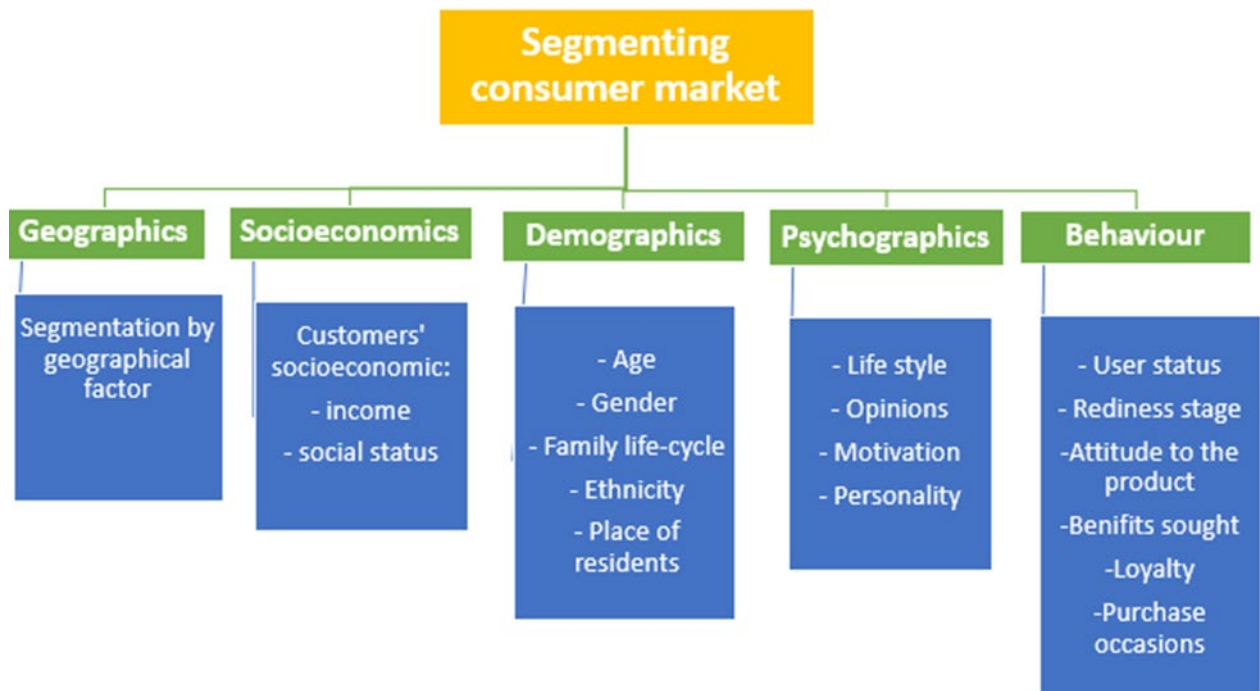 Segmenting
consumer market
Geographics
Socioeconomics
Demographics
Psychographics
Behaviour
Segmentation by
geographical
factor
Customers'
socioeconomic:
- income
- social status
- Age
- Gender
- Family life-cycle
- Ethnicity
- Place of
residents
- Life style
- Opinions
- Motivation
- Personality
- User status
- Rediness stage
-Attitude to the
product
-Benifits sought
-Loyalty
-Purchase
occasions